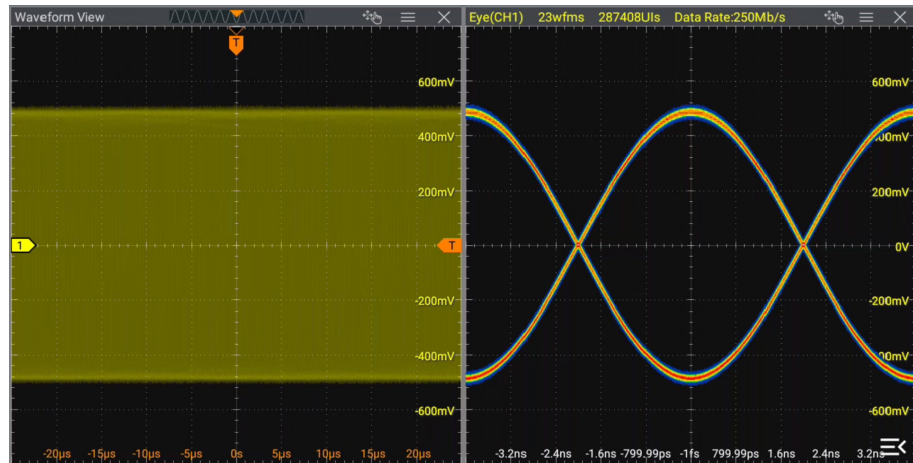 Waveform View
T
600mV
400mV
200mV
1
T
-200mV
-400mV
-600mV
-20µs -15µs -10µs -5µs 0s 5µs 10µs 15µs 20µs
Eye(CH1) 23wfms 287408UIs Data Rate:250Mb/s
600mV
400mV
200mV
0V
-200mV
-400mV
-600mV
-3.2ns -2.4ns -1.6ns -799.99ps -1fs 799.99ps 1.6ns 2.4ns 3.2ns